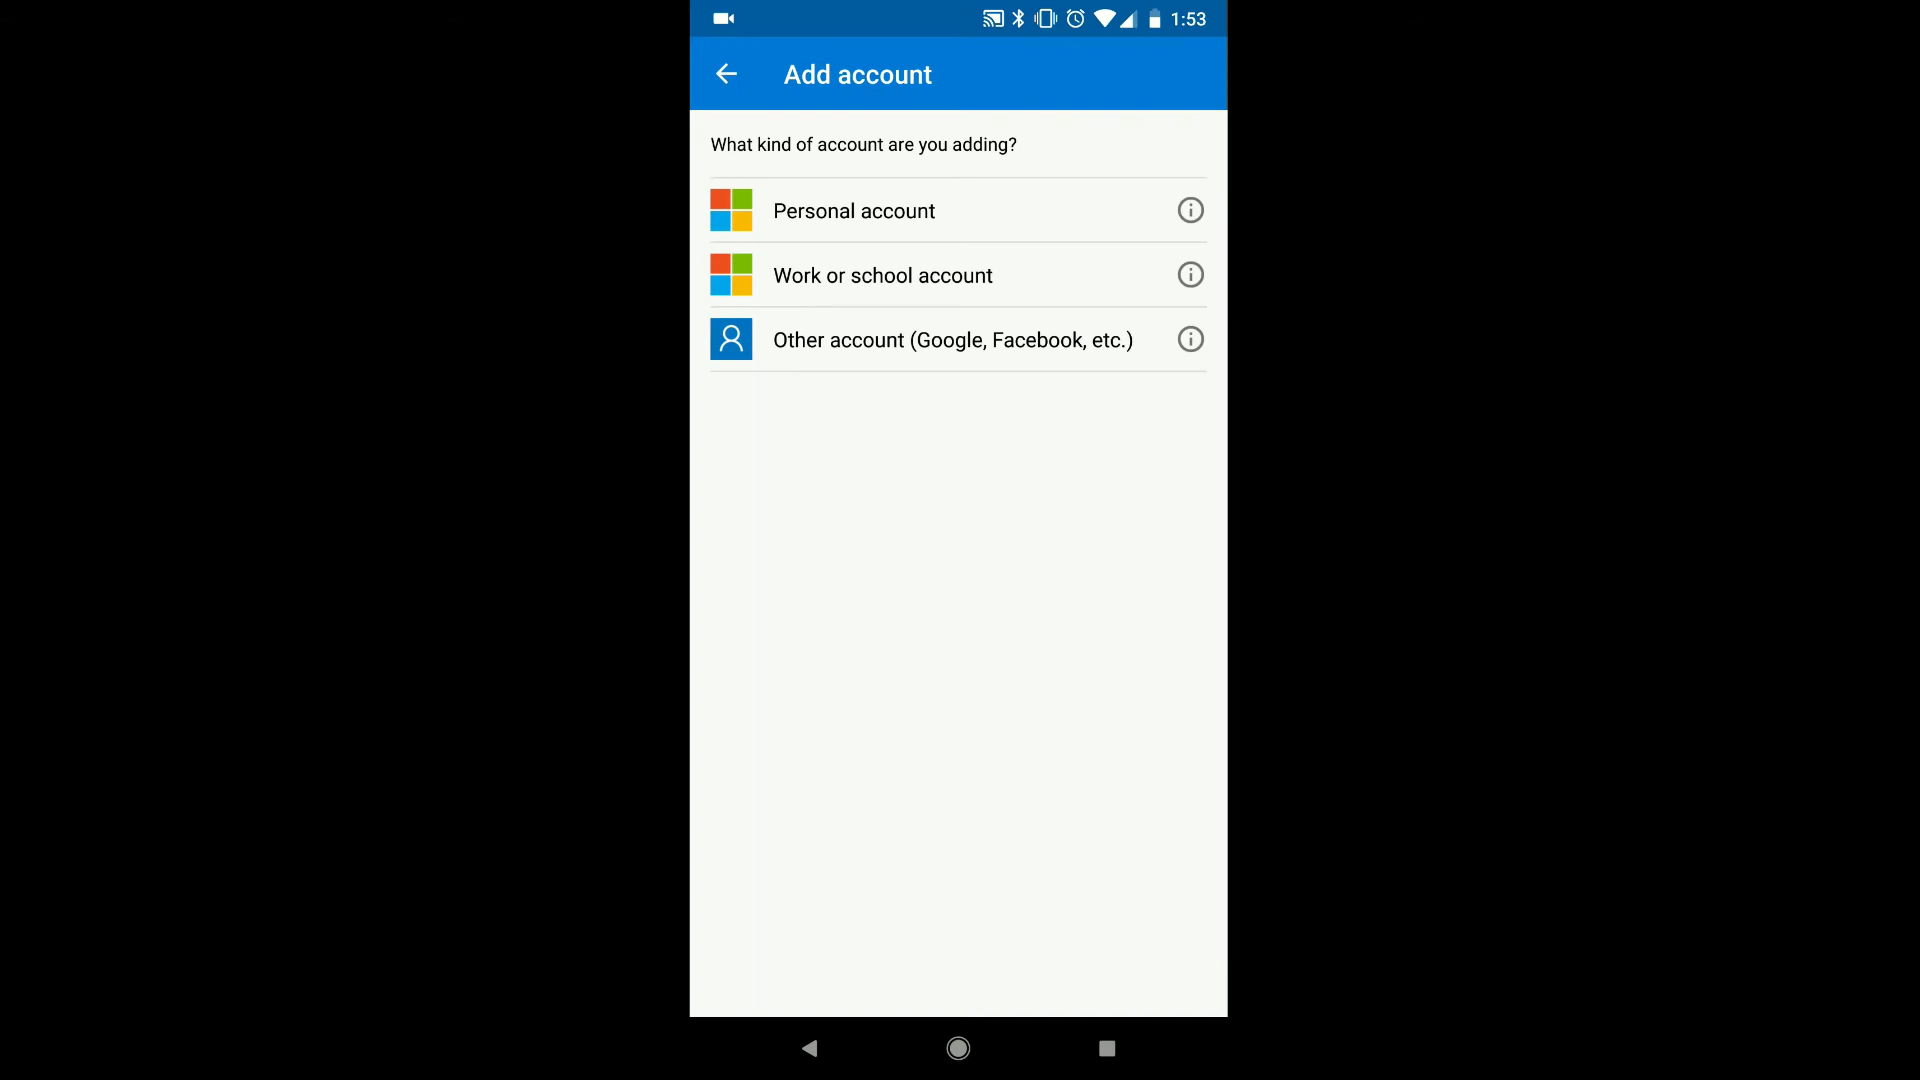 1:53
Add account
What kind of account are you adding?
Personal account
Work or school account
Other account (Google, Facebook, etc.)